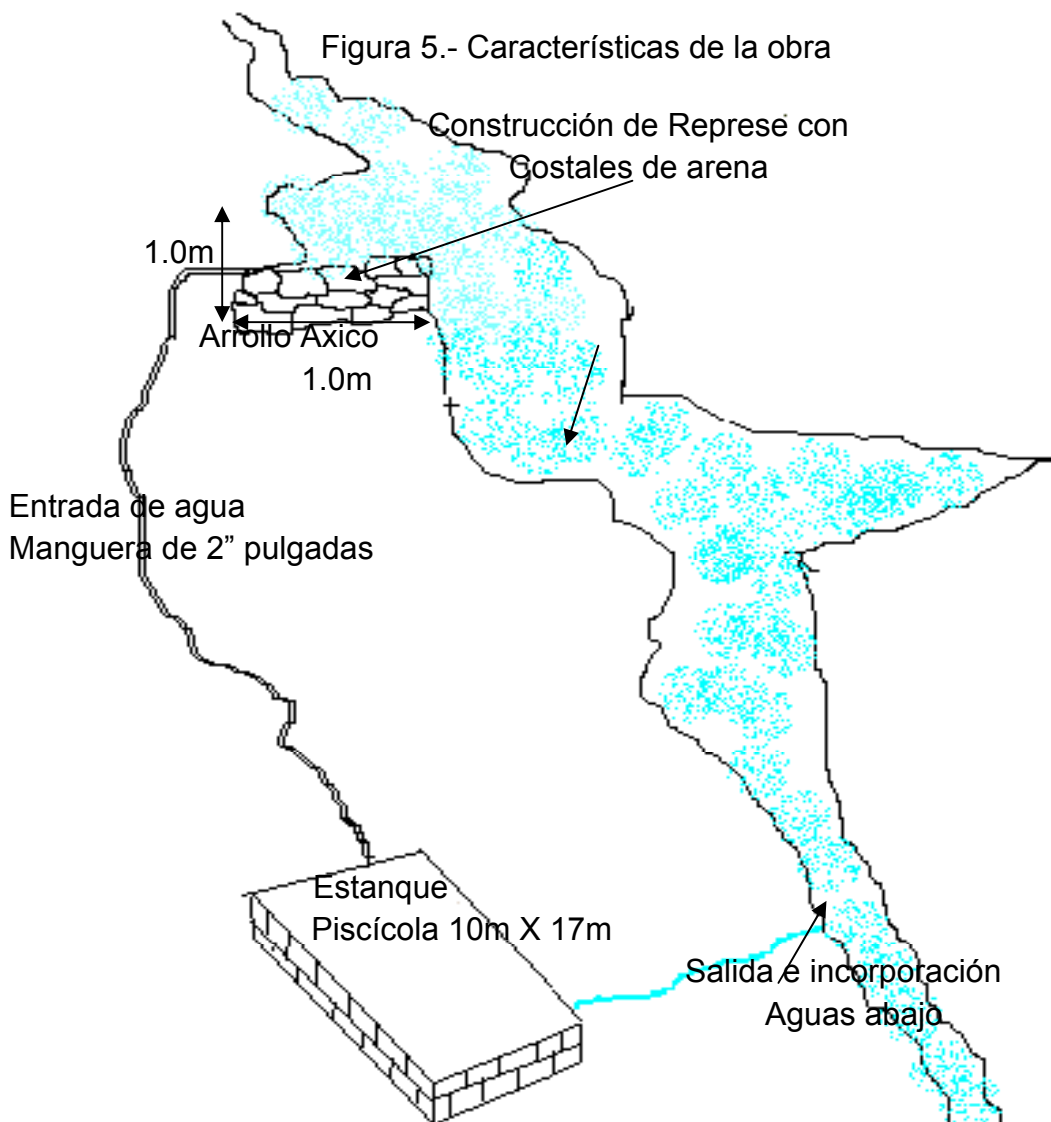 Figura 5.- Características de la obra
Construcción de Represe con
Costales de arena
1.0m
Arrollo Axico
1.0m
Entrada de agua
Manguera de 2” pulgadas
Estanque
Piscícola 10m X 17m
Salida e incorporación
Aguas abajo